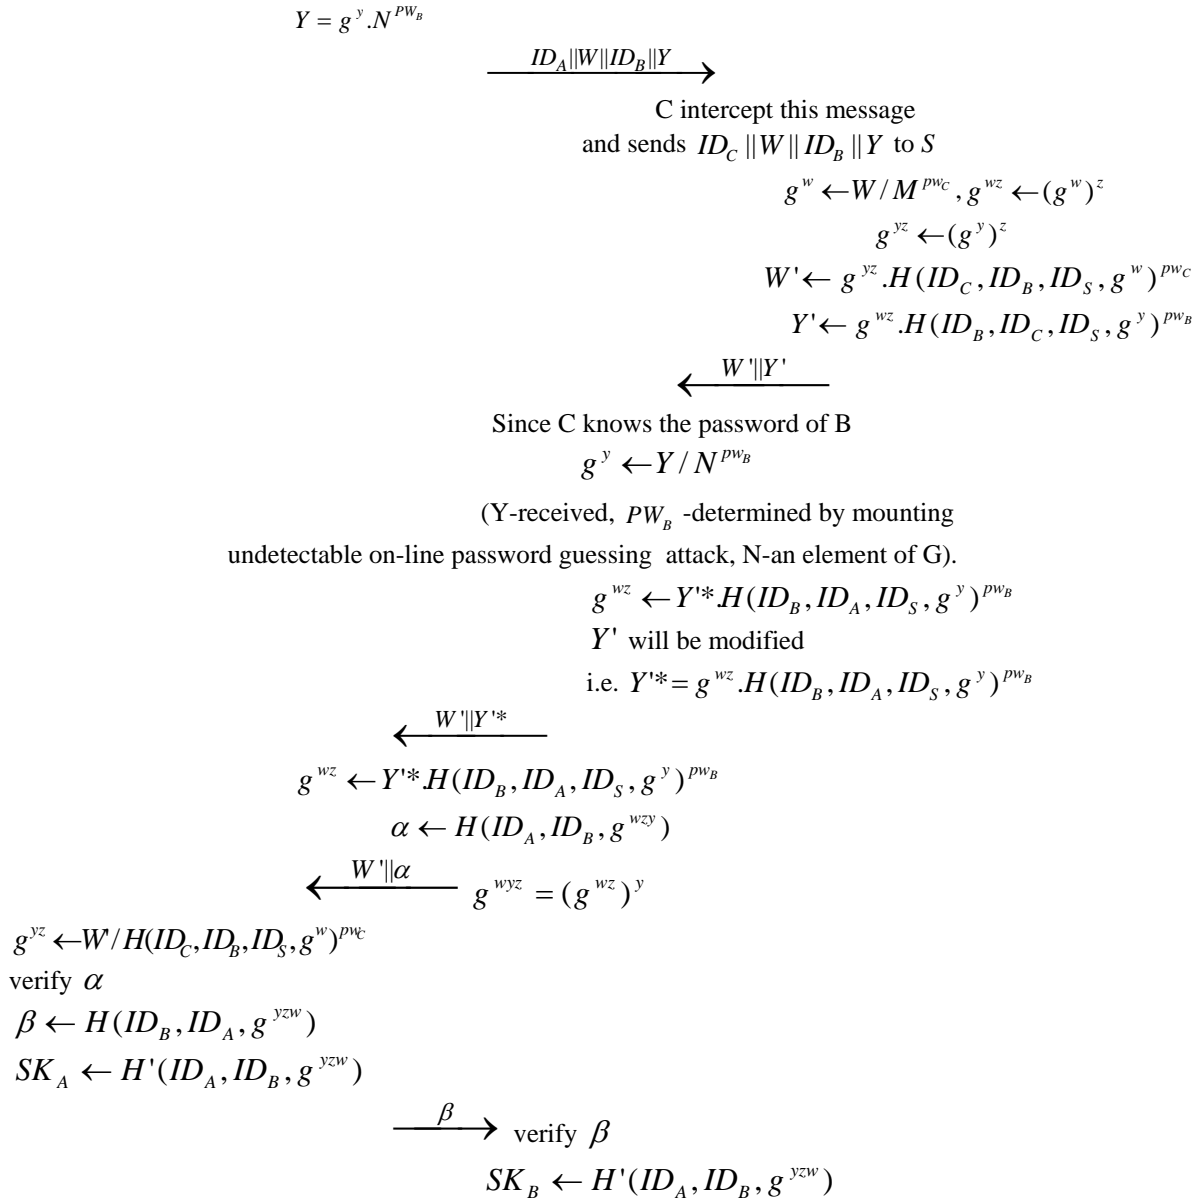 Y = g^y.N^{PW_B}
ID_A||W||ID_B||Y
C intercept this message
and sends ID_C || W || ID_B || Y to S
g^w ← W / M^{pw_C}, g^{wz} ← (g^w)^z
g^{yz} ← (g^y)^z
W' ← g^{yz}.H(ID_C, ID_B, ID_S, g^w)^{pw_C}
Y' ← g^{wz}.H(ID_B, ID_C, ID_S, g^y)^{pw_B}
W'||Y'
Since C knows the password of B
g^y ← Y / N^{pw_B}
(Y-received, PW_B -determined by mounting
undetectable on-line password guessing attack, N-an element of G).
g^{wz} ← Y'*.H(ID_B, ID_A, ID_S, g^y)^{pw_B}
Y' will be modified
i.e. Y'* = g^{wz}.H(ID_B, ID_A, ID_S, g^y)^{pw_B}
W'||Y'*
g^{wz} ← Y'*.H(ID_B, ID_A, ID_S, g^y)^{pw_B}
α ← H(ID_A, ID_B, g^{wzy})
W'||α g^{wyz} = (g^{wz})^y
g^{yz} ← W'/H(ID_C, ID_B, ID_S, g^w)^{pw_C}
verify α
β ← H(ID_B, ID_A, g^{yzw})
SK_A ← H'(ID_A, ID_B, g^{yzw})
β verify β
SK_B ← H'(ID_A, ID_B, g^{yzw})